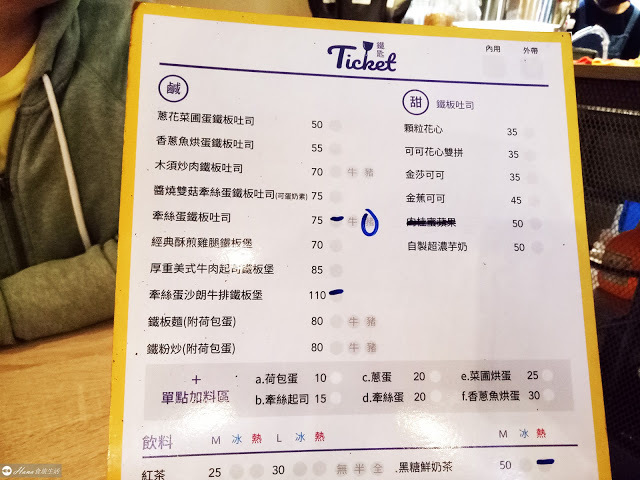 Ticket 鐵匙
內用 外帶
鹹
蔥花菜圃蛋鐵板吐司 50
香蔥魚烘蛋鐵板吐司 55
木須炒肉鐵板吐司 70 牛 豬
醬燒雙菇牽絲蛋鐵板吐司(可蛋奶素) 75
牽絲蛋鐵板吐司 75 牛 豬
經典酥煎雞腿鐵板堡 70
厚重美式牛肉起司鐵板堡 85
牽絲蛋沙朗牛排鐵板堡 110
鐵板麵(附荷包蛋) 80 牛 豬
鐵粉炒(附荷包蛋) 80 牛 豬
甜 鐵板吐司
顆粒花心 35
可可花心雙拼 35
金莎可可 35
金蕉可可 45
肉桂蜜蘋果 50
自製超濃芋奶 50
+
單點加料區
a.荷包蛋 10 c.蔥蛋 20 e.菜圃烘蛋 25
b.牽絲起司 15 d.牽絲蛋 20 f.香蔥魚烘蛋 30
飲料 M 冰 熱 L 冰 熱 M 冰 熱
紅茶 25 30 無 半 全 黑糖鮮奶茶 50